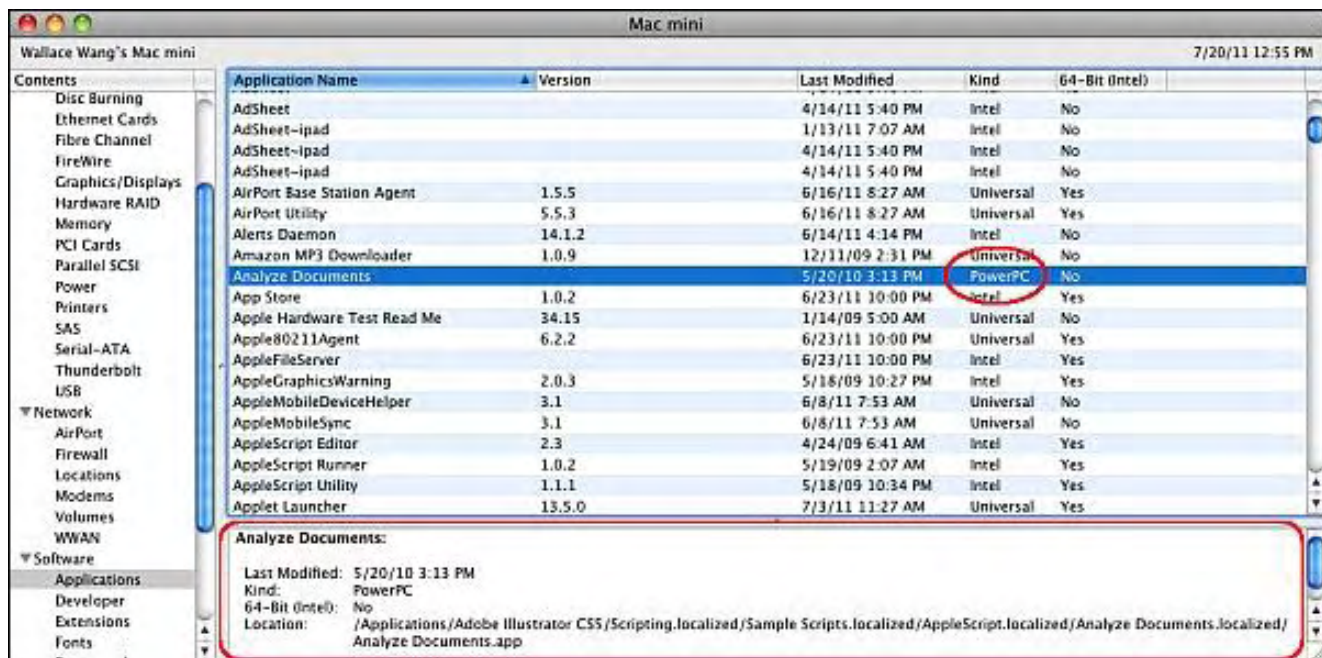 Mac mini
Wallace Wang's Mac mini 7/20/11 12:55 PM
Contents
Disc Burning
Ethernet Cards
Fibre Channel
FireWire
Graphics/Displays
Hardware RAID
Memory
PCI Cards
Parallel SCSI
Power
Printers
SAS
Serial-ATA
Thunderbolt
USB
Network
AirPort
Firewall
Locations
Modems
Volumes
WWAN
Software
Applications
Developer
Extensions
Fonts
Application Name Version Last Modified Kind 64-Bit (Intel)
AdSheet 4/14/11 5:40 PM Intel No
AdSheet~ipad 1/13/11 7:07 AM Intel No
AdSheet~ipad 4/14/11 5:40 PM Intel No
AdSheet~ipad 4/14/11 5:40 PM Intel No
AirPort Base Station Agent 1.5.5 6/16/11 8:27 AM Universal Yes
AirPort Utility 5.5.3 6/16/11 8:27 AM Universal Yes
Alerts Daemon 14.1.2 6/14/11 4:14 PM Intel No
Amazon MP3 Downloader 1.0.9 12/11/09 2:31 PM Universal No
Analyze Documents 5/20/10 3:13 PM PowerPC No
App Store 1.0.2 6/23/11 10:00 PM Intel Yes
Apple Hardware Test Read Me 34.15 1/14/09 5:00 AM Universal No
Apple80211Agent 6.2.2 6/23/11 10:00 PM Universal Yes
AppleFileServer 6/23/11 10:00 PM Intel Yes
AppleGraphicsWarning 2.0.3 5/18/09 10:27 PM Intel Yes
AppleMobileDeviceHelper 3.1 6/8/11 7:53 AM Universal No
AppleMobileSync 3.1 6/8/11 7:53 AM Universal No
AppleScript Editor 2.3 4/24/09 6:41 AM Intel Yes
AppleScript Runner 1.0.2 5/19/09 2:07 AM Intel Yes
AppleScript Utility 1.1.1 5/18/09 10:34 PM Intel Yes
Applet Launcher 13.5.0 7/3/11 11:27 AM Universal Yes
Analyze Documents:
Last Modified: 5/20/10 3:13 PM
Kind: PowerPC
64-Bit (Intel): No
Location: /Applications/Adobe Illustrator CS5/Scripting.localized/Sample Scripts.localized/AppleScript.localized/Analyze Documents.localized/
Analyze Documents.app